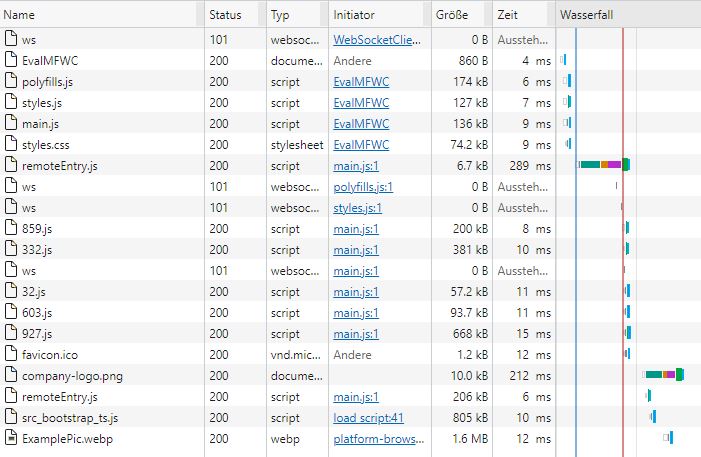 Name Status Typ Initiator Größe Zeit Wasserfall
ws 101 websoc... WebSocketClie... 0 B Aussteh...
EvalMFWC 200 docume... Andere 860 B 4 ms
polyfills.js 200 script EvalMFWC 174 kB 6 ms
styles.js 200 script EvalMFWC 127 kB 7 ms
main.js 200 script EvalMFWC 136 kB 9 ms
styles.css 200 stylesheet EvalMFWC 74.2 kB 9 ms
remoteEntry.js 200 script main.js:1 6.7 kB 289 ms
ws 101 websoc... polyfills.js:1 0 B Aussteh...
ws 101 websoc... styles.js:1 0 B Aussteh...
859.js 200 script main.js:1 200 kB 8 ms
332.js 200 script main.js:1 381 kB 10 ms
ws 101 websoc... main.js:1 0 B Aussteh...
32.js 200 script main.js:1 57.2 kB 11 ms
603.js 200 script main.js:1 93.7 kB 11 ms
927.js 200 script main.js:1 668 kB 15 ms
favicon.ico 200 vnd.mic... Andere 1.2 kB 12 ms
company-logo.png 200 docume... 10.0 kB 212 ms
remoteEntry.js 200 script main.js:1 206 kB 6 ms
src_bootstrap_ts.js 200 script load script:41 805 kB 10 ms
ExamplePic.webp 200 webp platform-brows... 1.6 MB 12 ms